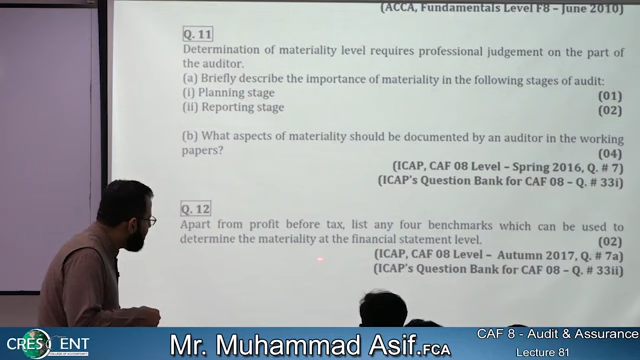 (ACCA, Fundamentals Level F8 – June 2010)
Q. 11
Determination of materiality level requires professional judgement on the part of
the auditor.
(a) Briefly describe the importance of materiality in the following stages of audit:
(i) Planning stage (01)
(ii) Reporting stage (02)
(b) What aspects of materiality should be documented by an auditor in the working
papers? (04)
(ICAP, CAF 08 Level – Spring 2016, Q. # 7)
(ICAP's Question Bank for CAF 08 – Q. # 33i)
Q. 12
Apart from profit before tax, list any four benchmarks which can be used to
determine the materiality at the financial statement level. (02)
(ICAP, CAF 08 Level – Autumn 2017, Q. # 7a)
(ICAP's Question Bank for CAF 08 – Q. # 33ii)
CRESCENT
COLLEGE OF ACCOUNTANCY
Mr. Muhammad Asif.FCA
CAF 8 - Audit & Assurance
Lecture 81